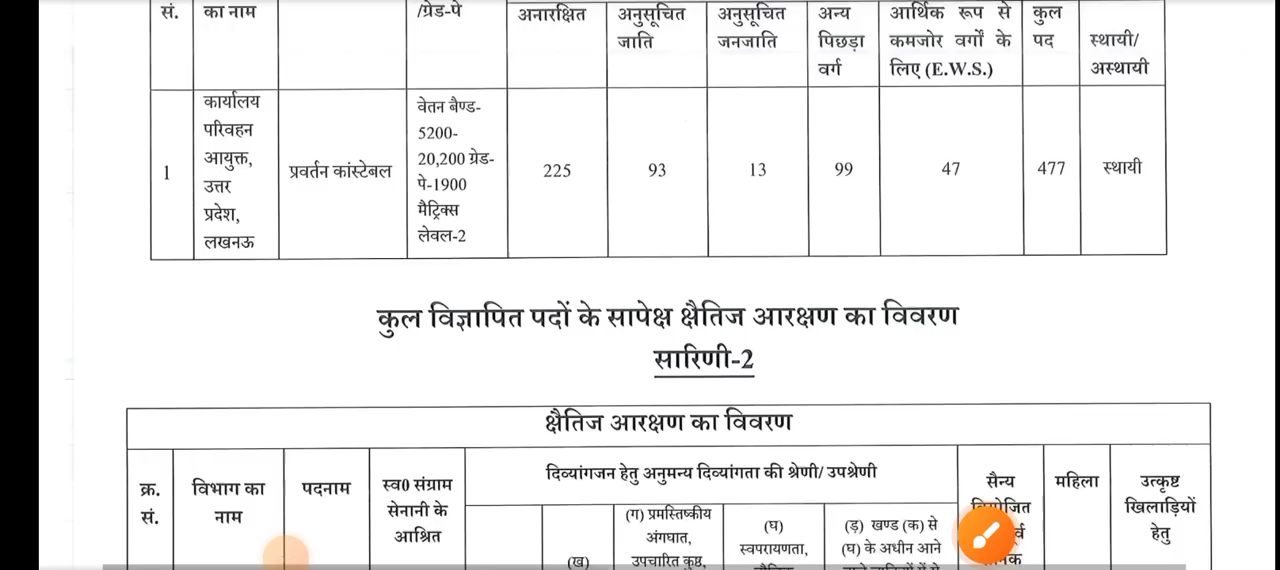 सं.
का नाम
/ग्रेड-पे
अनारक्षित
अनुसूचित
जाति
अनुसूचित
जनजाति
अन्य
पिछड़ा
वर्ग
आर्थिक रूप से
कमजोर वर्गों के
लिए (E.W.S.)
कुल
पद
स्थायी/
अस्थायी
1
कार्यालय
परिवहन
आयुक्त,
उत्तर
प्रदेश,
लखनऊ
प्रवर्तन कांस्टेबल
वेतन बैण्ड-
5200-
20,200 ग्रेड-
पे-1900
मैट्रिक्स
लेवल-2
225
93
13
99
47
477
स्थायी
कुल विज्ञापित पदों के सापेक्ष क्षैतिज आरक्षण का विवरण
सारिणी-2
क्षैतिज आरक्षण का विवरण
क्र.
सं.
विभाग का
नाम
पदनाम
स्व0 संग्राम
सेनानी के
आश्रित
दिव्यांगजन हेतु अनुमन्य दिव्यांगता की श्रेणी/ उपश्रेणी
(ख)
(ग) प्रमस्तिष्कीय
अंगघात,
उपचारित कुष्ठ,
(घ)
स्वपरायणता,
(ड़) खण्ड (क) से
(घ) के अधीन आने
सैन्य
महिला
उत्कृष्ट
खिलाड़ियों
हेतु